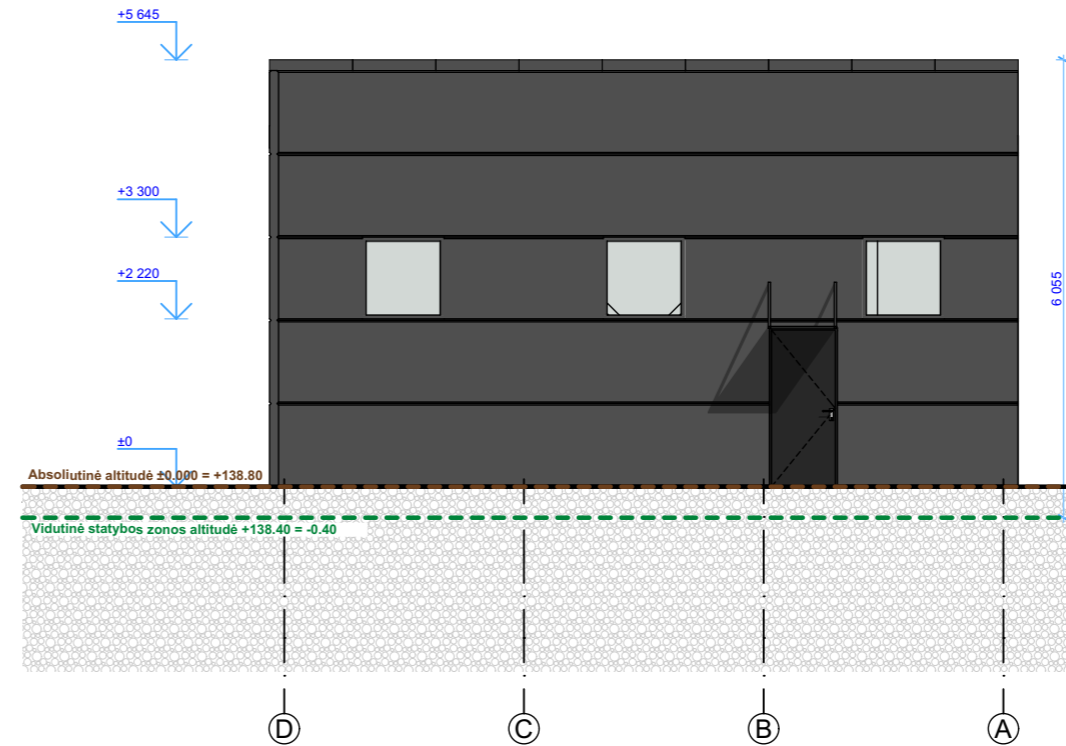 +5 645
+3 300
+2 220
6 055
±0
Absoliutinė altitudė ±0.000 = +138.80
Vidutinė statybos zonos altitudė +138.40 = -0.40
D
C
B
A